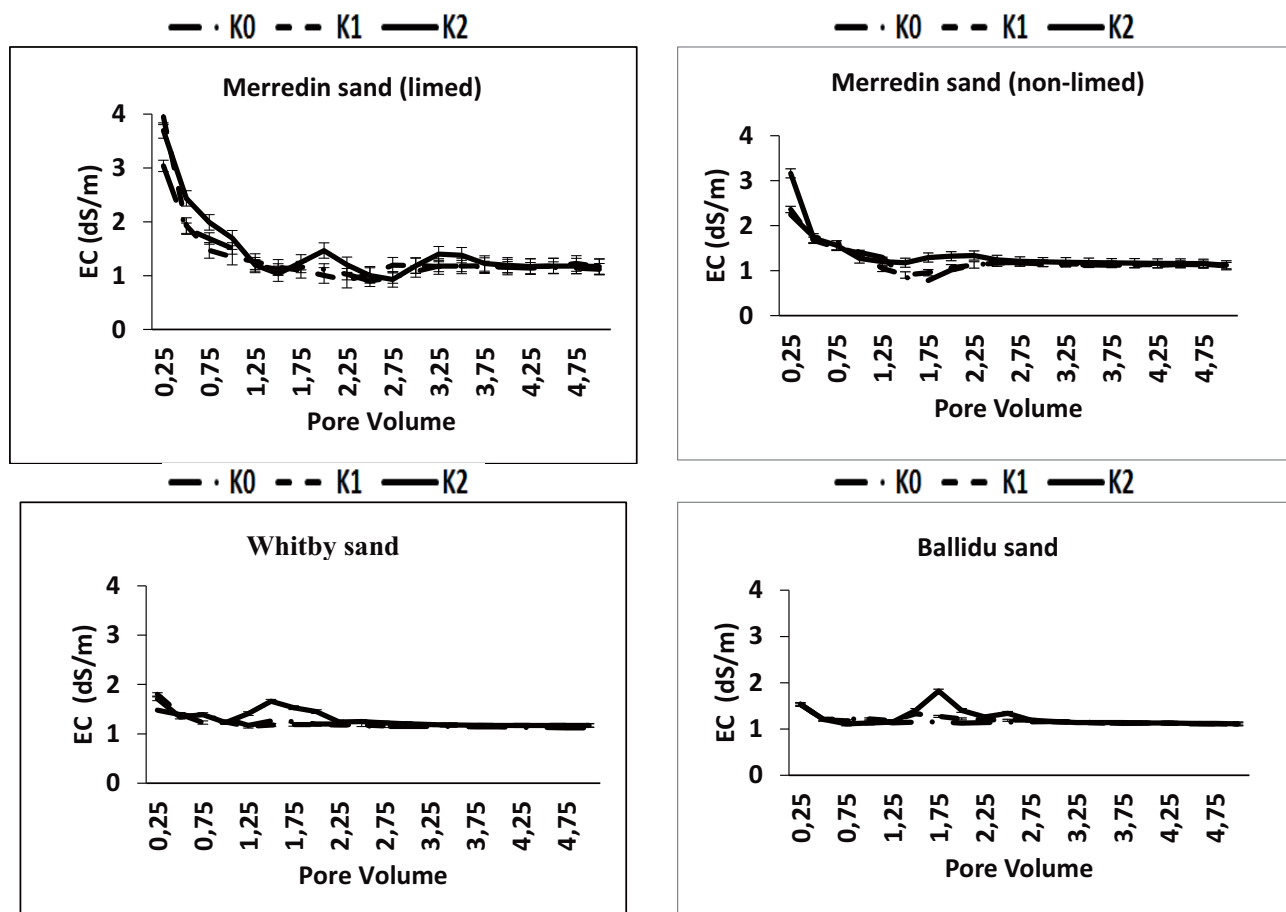 K0 K1 K2
Merredin sand (limed)
4
3
2
1
0
EC (dS/m)
0,25 0,75 1,25 1,75 2,25 2,75 3,25 3,75 4,25 4,75
Pore Volume
K0 K1 K2
Merredin sand (non-limed)
4
3
2
1
0
EC (dS/m)
0,25 0,75 1,25 1,75 2,25 2,75 3,25 3,75 4,25 4,75
Pore Volume
K0 K1 K2
Whitby sand
4
3
2
1
0
EC (dS/m)
0,25 0,75 1,25 1,75 2,25 2,75 3,25 3,75 4,25 4,75
Pore Volume
K0 K1 K2
Ballidu sand
4
3
2
1
0
EC (dS/m)
0,25 0,75 1,25 1,75 2,25 2,75 3,25 3,75 4,25 4,75
Pore Volume